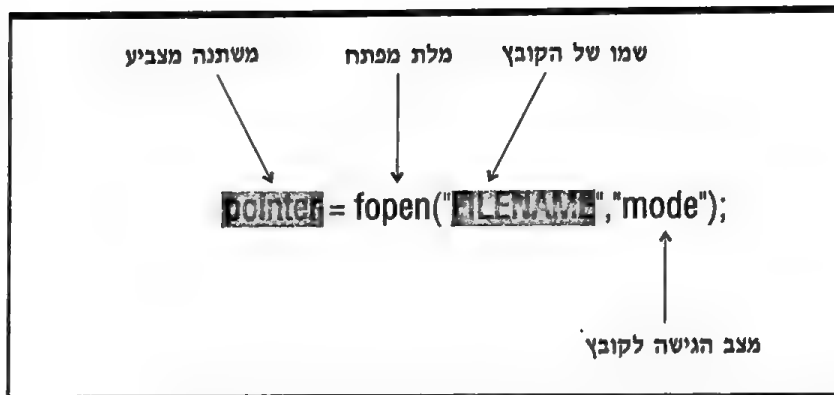 שמו של הקובץ
מלת מפתח
משתנה מצביע
pointer = fopen("FILENAME","mode");
מצב הגישה לקובץ